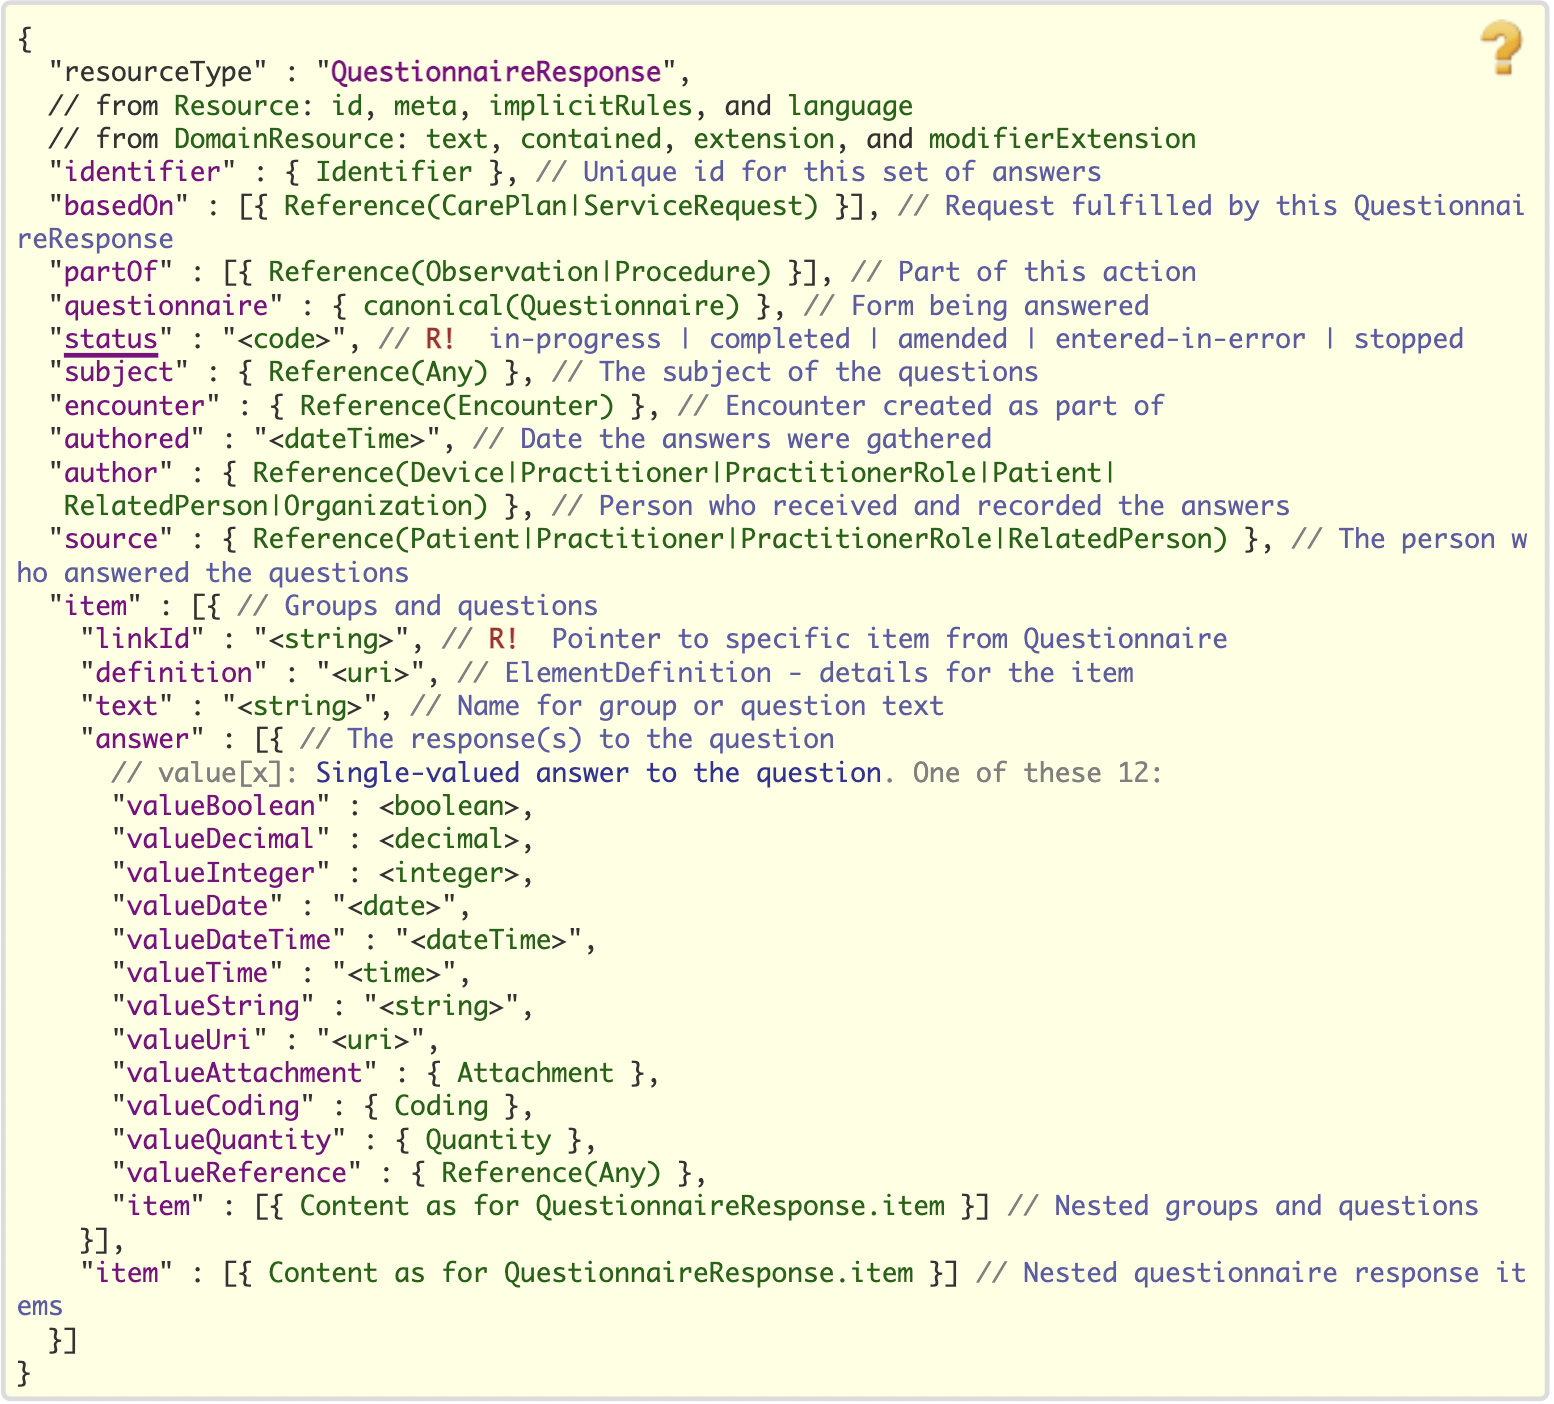 {
  "resourceType" : "QuestionnaireResponse",
  // from Resource: id, meta, implicitRules, and language
  // from DomainResource: text, contained, extension, and modifierExtension
  "identifier" : { Identifier }, // Unique id for this set of answers
  "basedOn" : [{ Reference(CarePlan|ServiceRequest) }], // Request fulfilled by this Questionnai
reResponse
  "partOf" : [{ Reference(Observation|Procedure) }], // Part of this action
  "questionnaire" : { canonical(Questionnaire) }, // Form being answered
  "status" : "<code>", // R!  in-progress | completed | amended | entered-in-error | stopped
  "subject" : { Reference(Any) }, // The subject of the questions
  "encounter" : { Reference(Encounter) }, // Encounter created as part of
  "authored" : "<dateTime>", // Date the answers were gathered
  "author" : { Reference(Device|Practitioner|PractitionerRole|Patient|
   RelatedPerson|Organization) }, // Person who received and recorded the answers
  "source" : { Reference(Patient|Practitioner|PractitionerRole|RelatedPerson) }, // The person w
ho answered the questions
  "item" : [{ // Groups and questions
    "linkId" : "<string>", // R!  Pointer to specific item from Questionnaire
    "definition" : "<uri>", // ElementDefinition - details for the item
    "text" : "<string>", // Name for group or question text
    "answer" : [{ // The response(s) to the question
      // value[x]: Single-valued answer to the question. One of these 12:
      "valueBoolean" : <boolean>,
      "valueDecimal" : <decimal>,
      "valueInteger" : <integer>,
      "valueDate" : "<date>",
      "valueDateTime" : "<dateTime>",
      "valueTime" : "<time>",
      "valueString" : "<string>",
      "valueUri" : "<uri>",
      "valueAttachment" : { Attachment },
      "valueCoding" : { Coding },
      "valueQuantity" : { Quantity },
      "valueReference" : { Reference(Any) },
      "item" : [{ Content as for QuestionnaireResponse.item }] // Nested groups and questions
    }],
    "item" : [{ Content as for QuestionnaireResponse.item }] // Nested questionnaire response it
ems
  }]
}